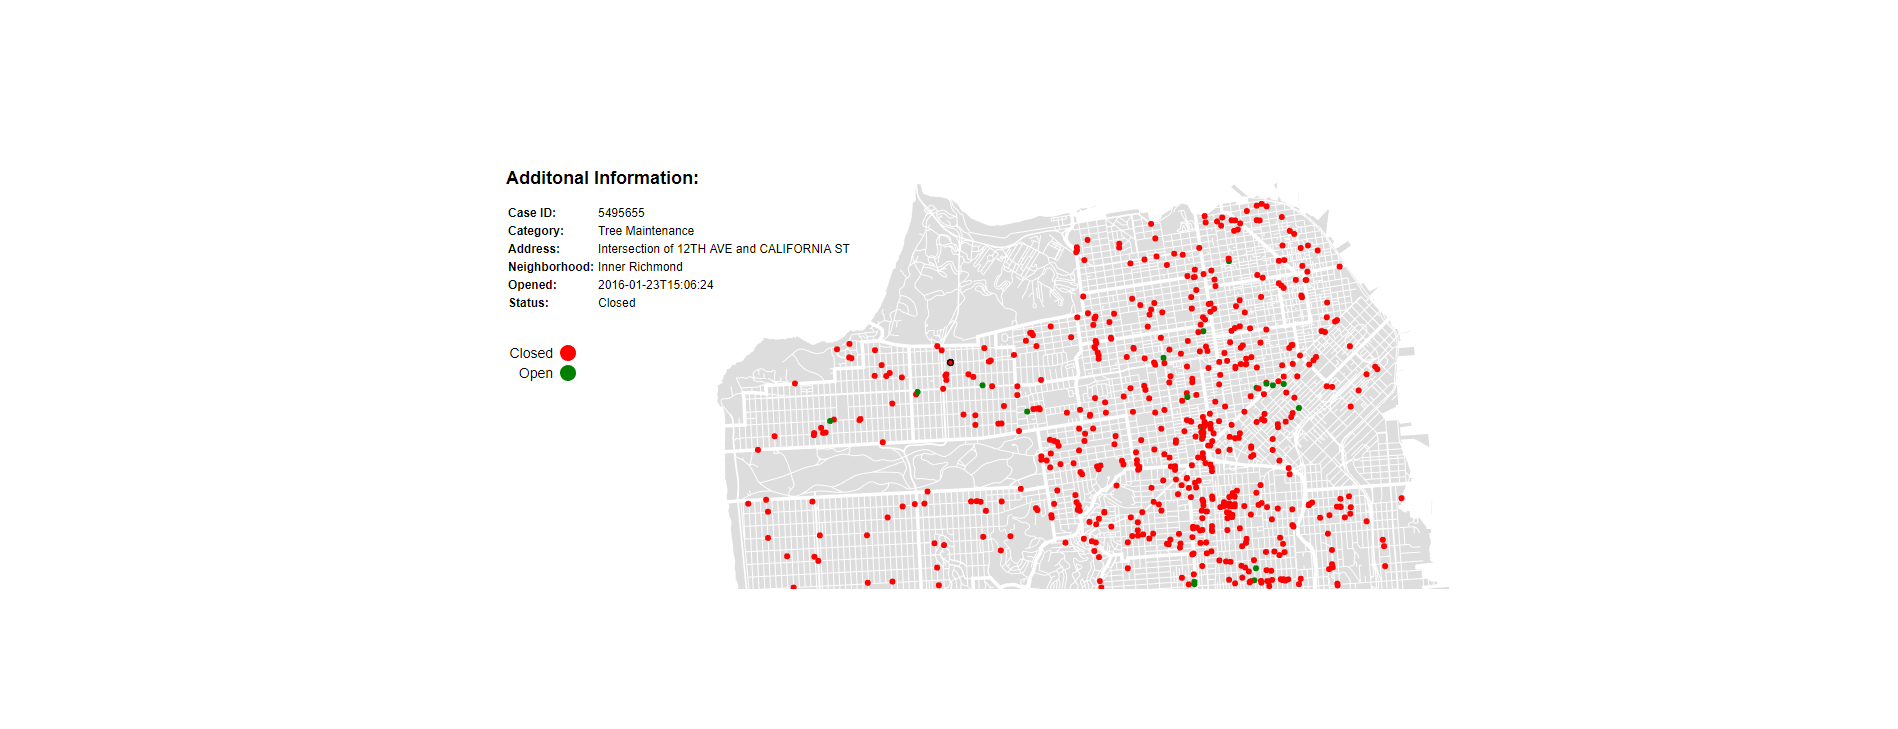 Additonal Information:
Case ID: 5495655
Category: Tree Maintenance
Address: Intersection of 12TH AVE and CALIFORNIA ST
Neighborhood: Inner Richmond
Opened: 2016-01-23T15:06:24
Status: Closed
Closed
Open